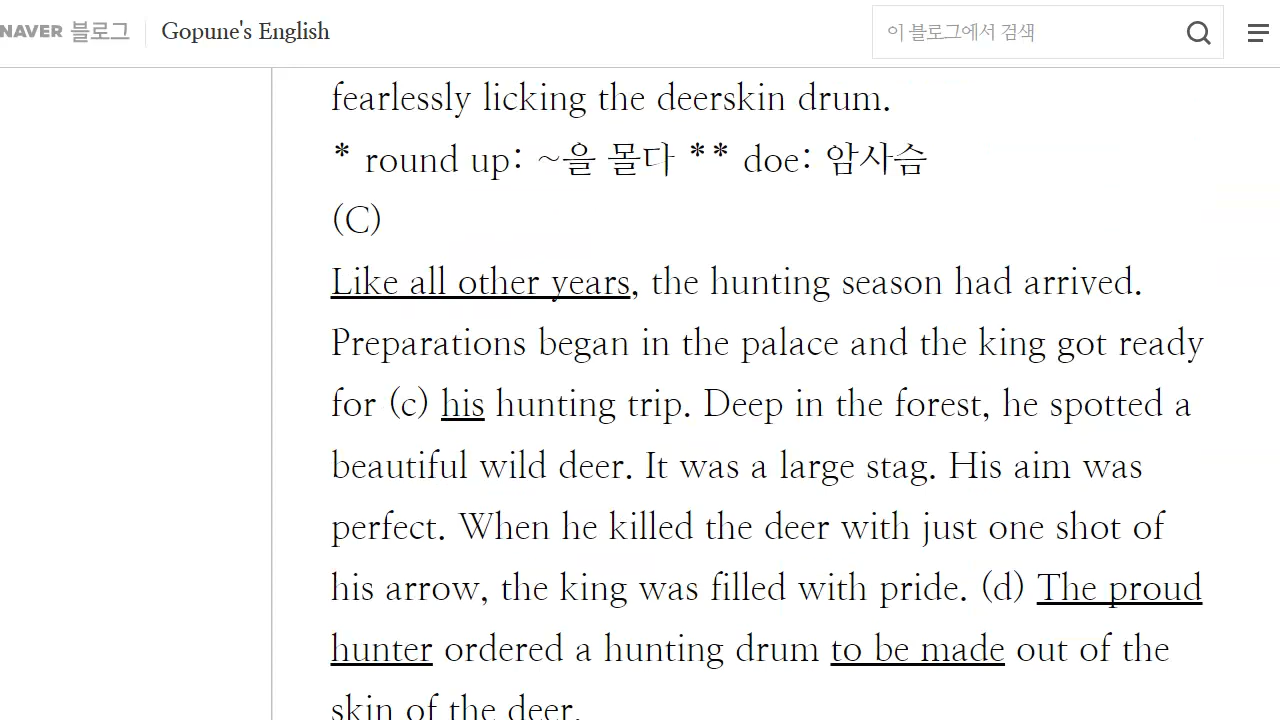 NAVER 블로그 Gopune's English 이 블로그에서 검색
fearlessly licking the deerskin drum.
* round up: ~을 몰다 ** doe: 암사슴
(C)
Like all other years, the hunting season had arrived.
Preparations began in the palace and the king got ready
for (c) his hunting trip. Deep in the forest, he spotted a
beautiful wild deer. It was a large stag. His aim was
perfect. When he killed the deer with just one shot of
his arrow, the king was filled with pride. (d) The proud
hunter ordered a hunting drum to be made out of the
skin of the deer.